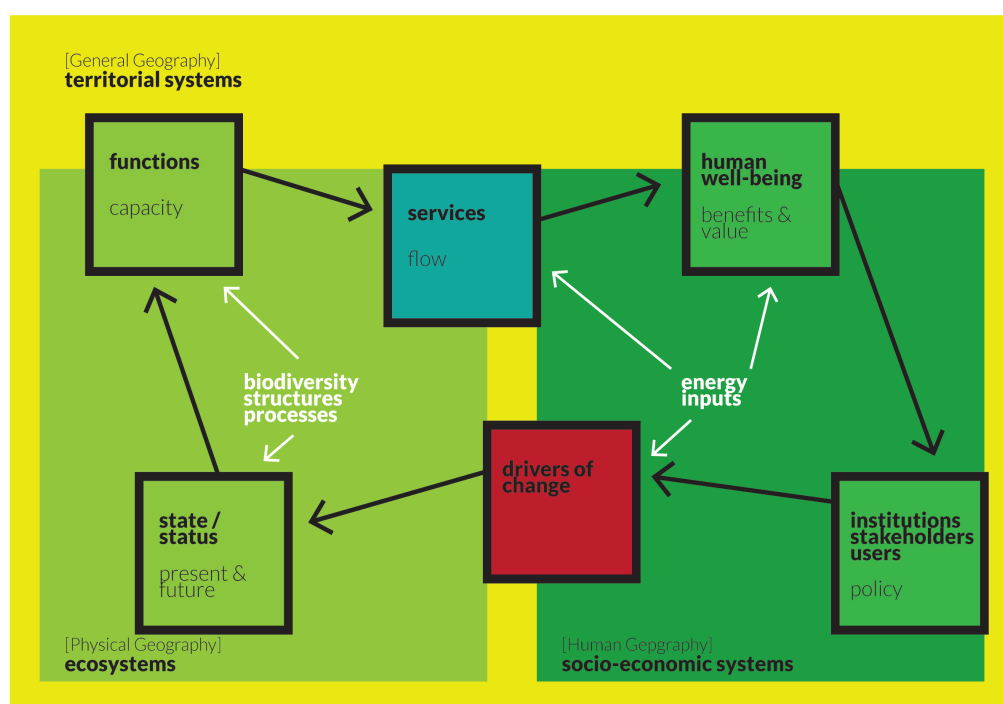 [General Geography]
territorial systems
functions
capacity
services
flow
human
well-being
benefits &
value
biodiversity
structures
processes
energy
inputs
drivers of
change
state /
status
present &
future
institutions
stakeholders
users
policy
[Physical Geography]
ecosystems
[Human Gepgraphy]
socio-economic systems